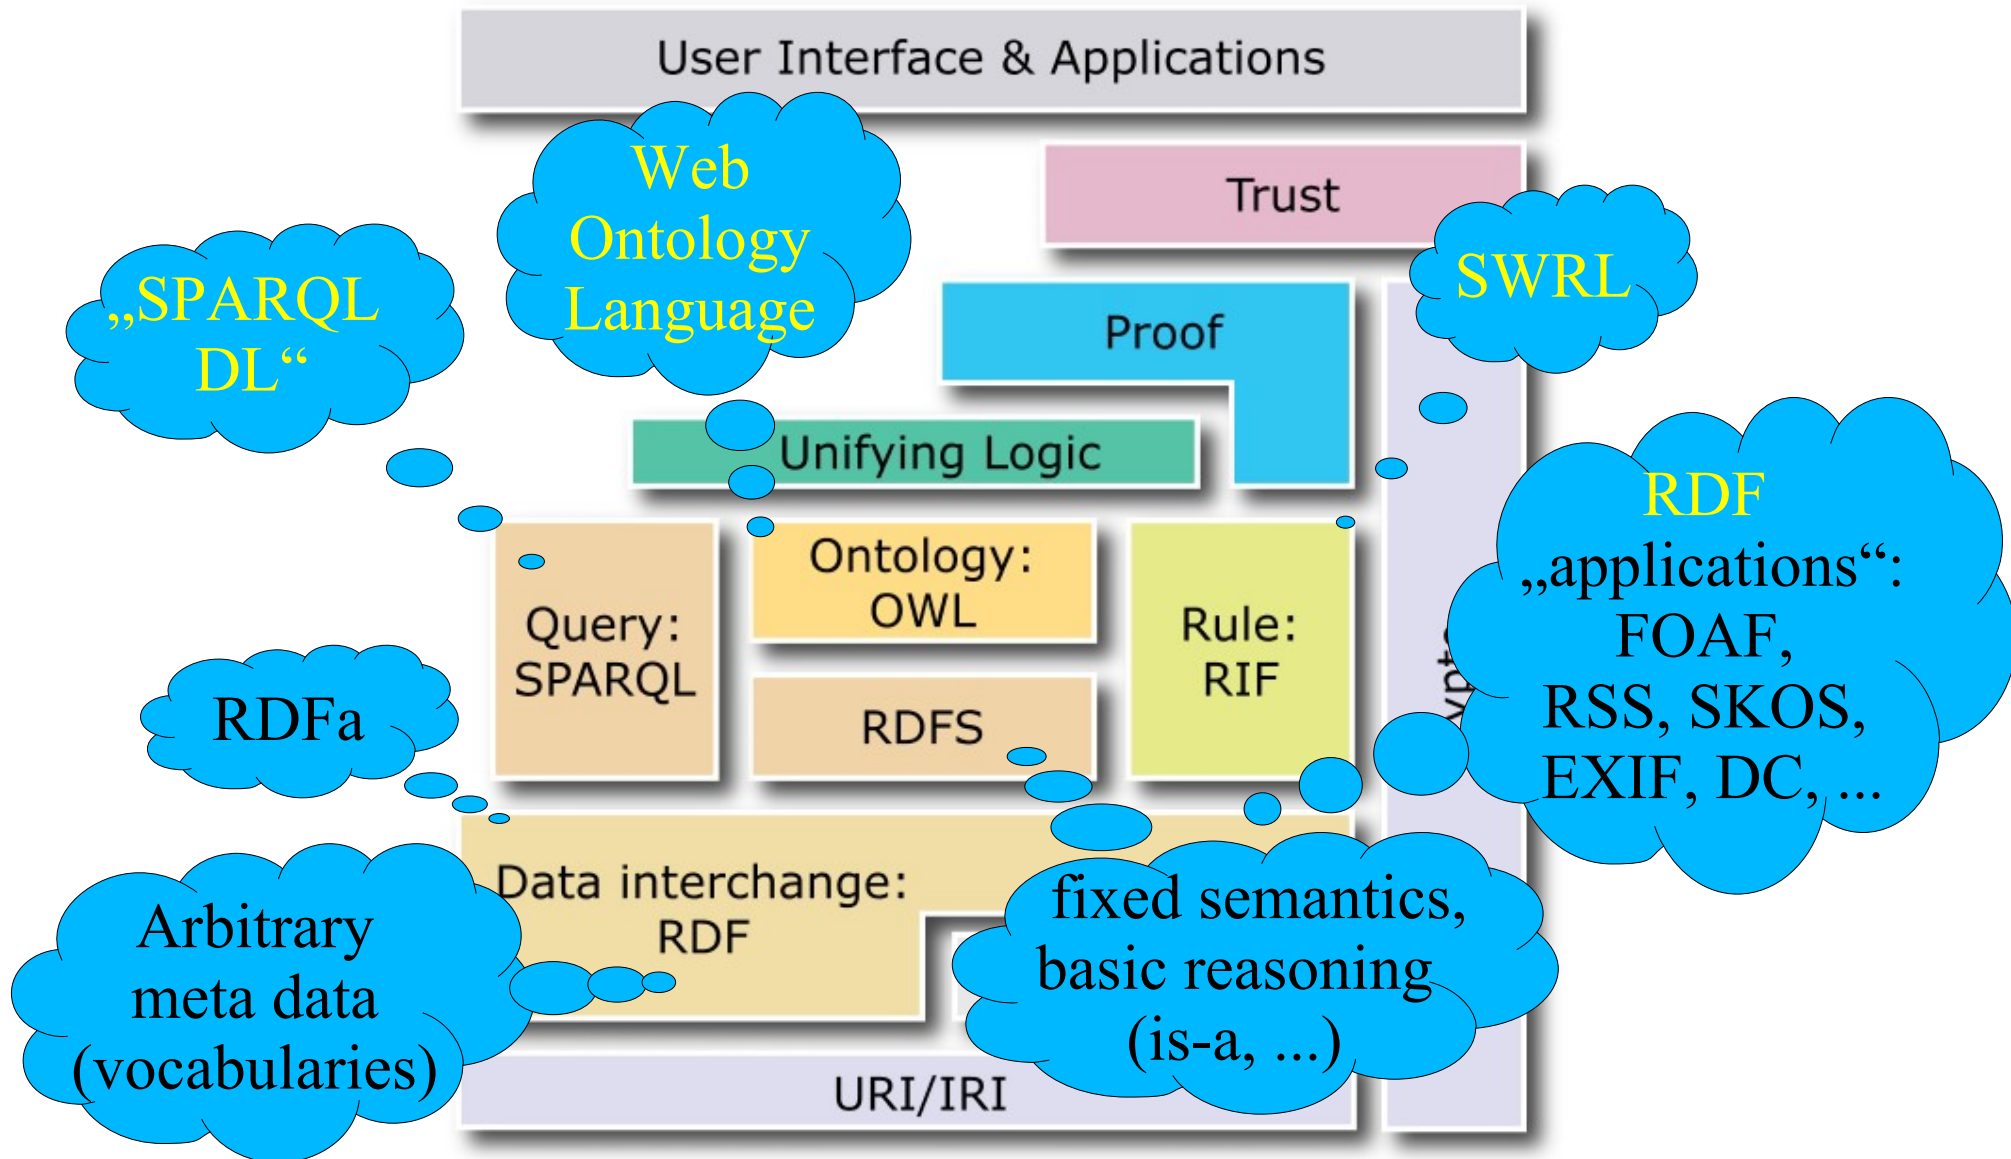 User Interface & Applications
Web
Ontology
Language
Trust
SWRL
„SPARQL
DL“
Proof
Unifying Logic
RDF
„applications“:
FOAF,
RSS, SKOS,
EXIF, DC, ...
Ontology:
OWL
Query:
SPARQL
Rule:
RIF
RDFS
RDFa
Data interchange:
RDF
fixed semantics,
basic reasoning
(is-a, ...)
Arbitrary
meta data
(vocabularies)
URI/IRI